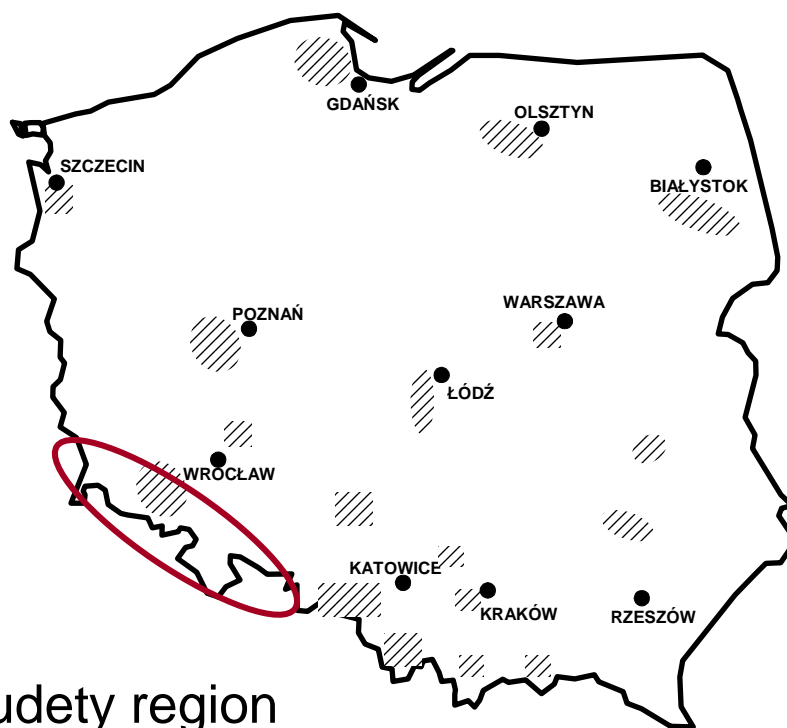 GDAŃSK
OLSZTYN
SZCZECIN
BIAŁYSTOK
WARSZAWA
POZNAŃ
ŁÓDŹ
WROCŁAW
KATOWICE
KRAKÓW
RZESZÓW
udety region